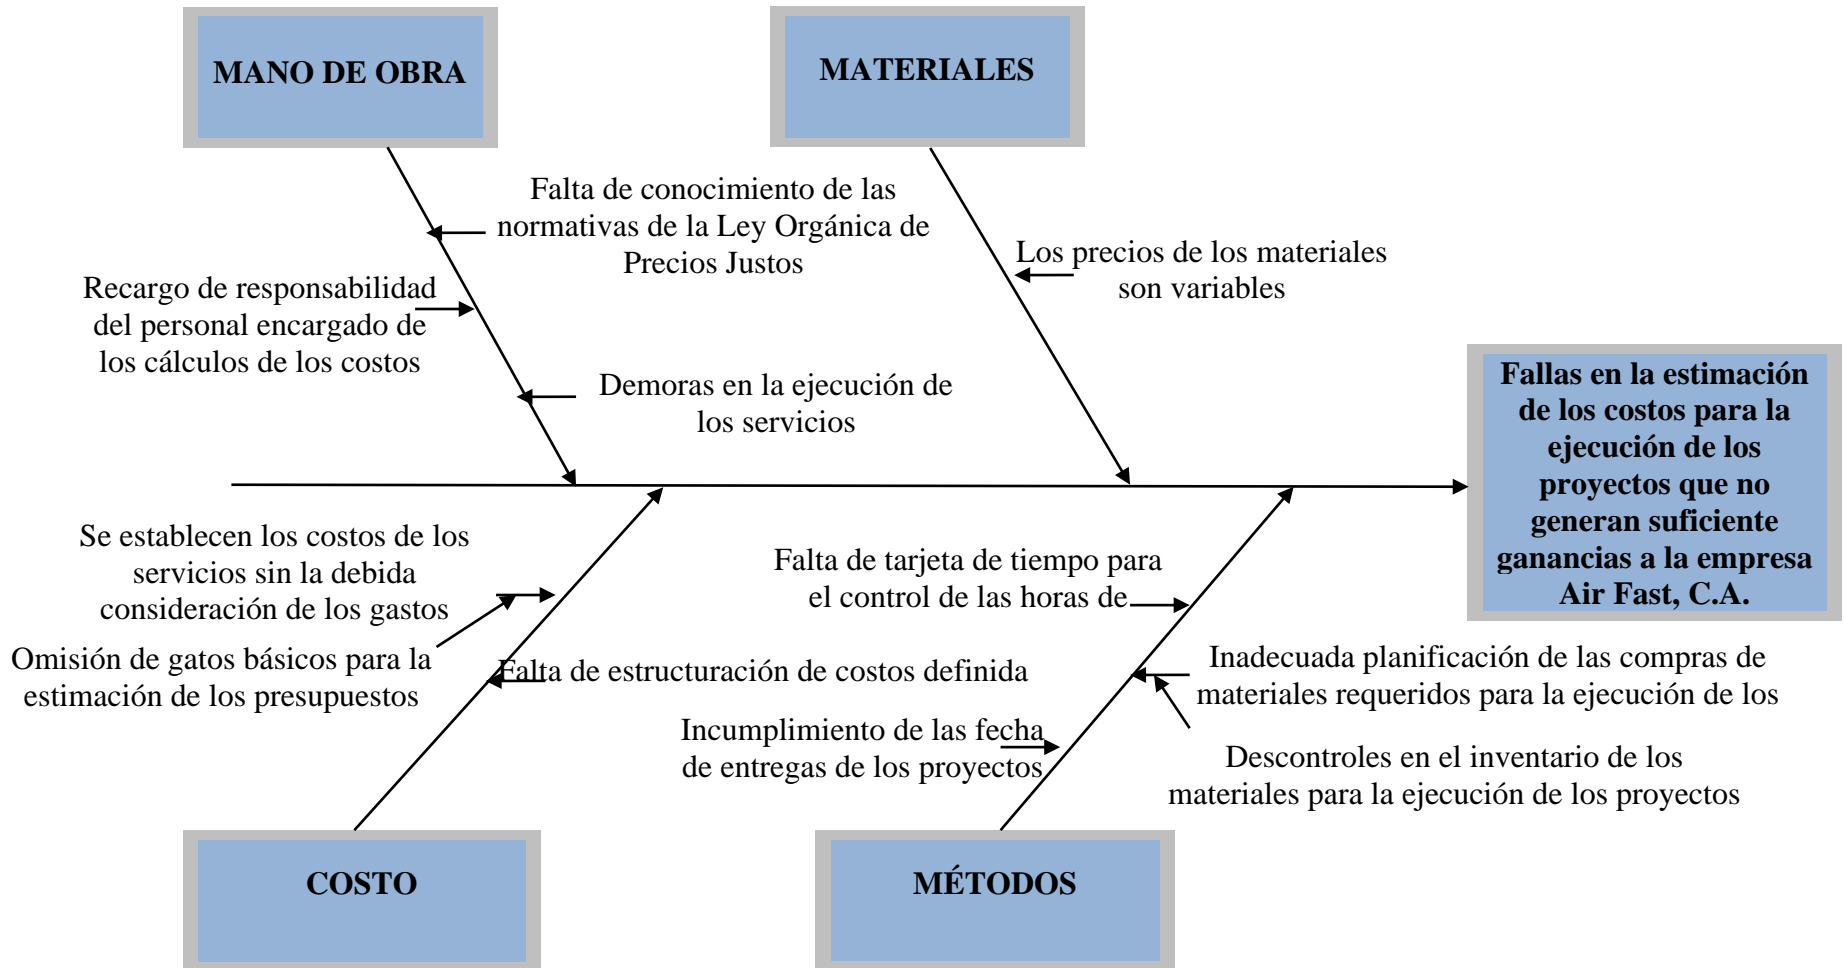 MANO DE OBRA
MATERIALES
Falta de conocimiento de las
normativas de la Ley Orgánica de
Precios Justos
Los precios de los materiales
son variables
Recargo de responsabilidad
del personal encargado de
los cálculos de los costos
Demoras en la ejecución de
los servicios
Fallas en la estimación
de los costos para la
ejecución de los
proyectos que no
generan suficiente
ganancias a la empresa
Air Fast, C.A.
Se establecen los costos de los
servicios sin la debida
consideración de los gastos
Falta de tarjeta de tiempo para
el control de las horas de
Omisión de gatos básicos para la
estimación de los presupuestos
Falta de estructuración de costos definida
Inadecuada planificación de las compras de
materiales requeridos para la ejecución de los
Incumplimiento de las fecha
de entregas de los proyectos
Descontroles en el inventario de los
materiales para la ejecución de los proyectos
COSTO
MÉTODOS